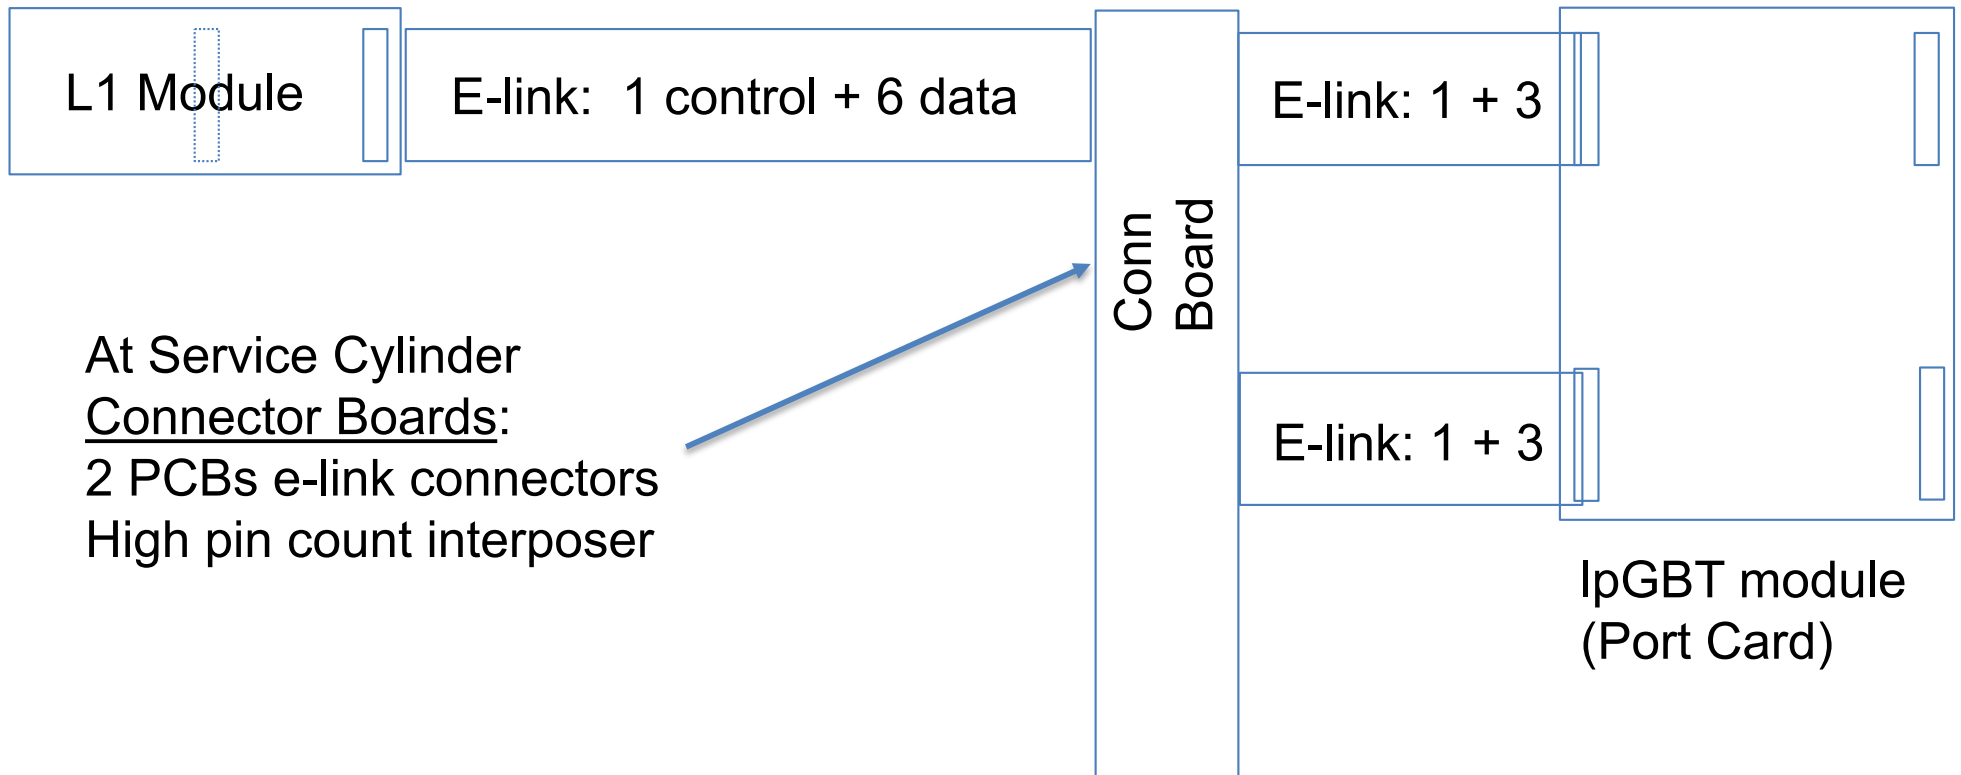 L1 Module
E-link:  1 control + 6 data
E-link: 1 + 3
Conn
Board
At Service Cylinder
Connector Boards:
2 PCBs e-link connectors
High pin count interposer
E-link: 1 + 3
lpGBT module
(Port Card)